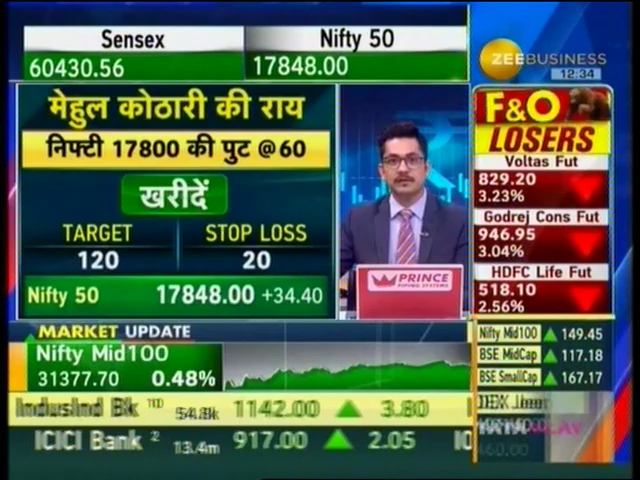 Sensex
60430.56
Nifty 50
17848.00
ZEEBUSINESS
12:34
मेहुल कोठारी की राय
निफ्टी 17800 की पुट @60
खरीदें
TARGET
120
STOP LOSS
20
Nifty 50 17848.00 +34.40
PRINCE
PIPING SYSTEMS
F&O
LOSERS
Voltas Fut
829.20
3.23%
Godrej Cons Fut
946.95
3.04%
HDFC Life Fut
518.10
2.56%
MARKET UPDATE
Nifty Mid100
31377.70 0.48%
Nifty Mid100 149.45
BSE MidCap 117.18
BSE SmallCap 167.17
IndusInd Bk 1142.00 3.80
ICICI Bank 13.4m 917.00 2.05